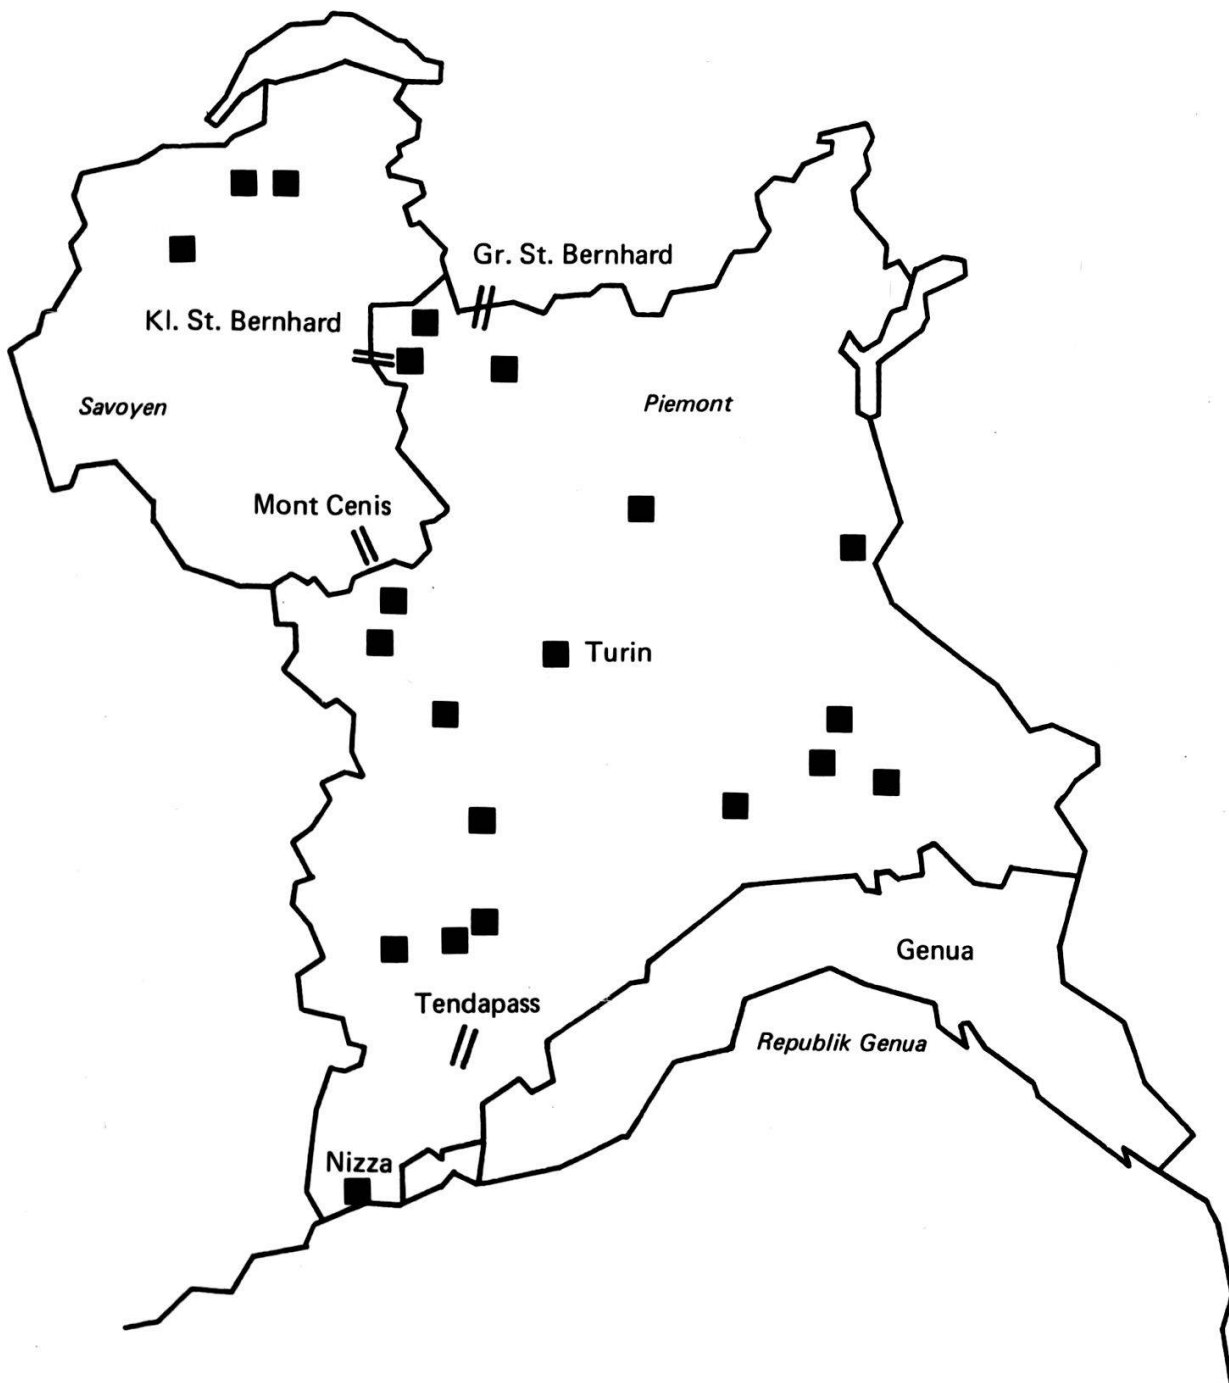 Gr. St. Bernhard
Kl. St. Bernhard
Savoyen
Piemont
Mont Cenis
Turin
Genua
Tendapass
Republik Genua
Nizza